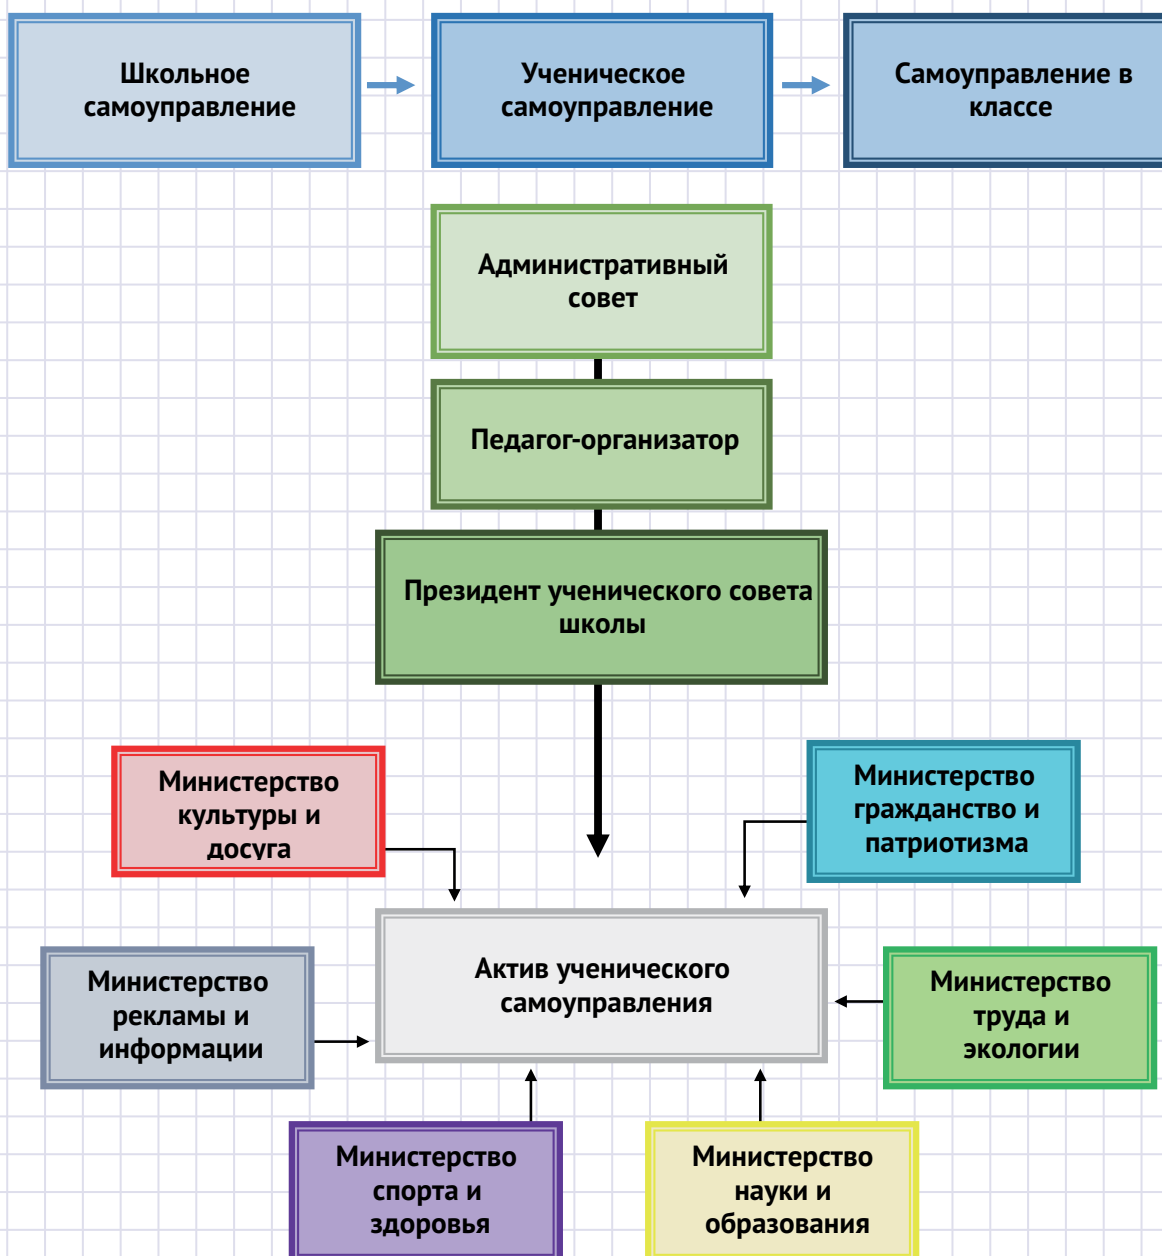 Школьное
самоуправление
Ученическое
самоуправление
Самоуправление в
классе
Административный
совет
Педагог-организатор
Президент ученического совета
школы
Министерство
культуры и
досуга
Министерство
гражданство и
патриотизма
Актив ученического
самоуправления
Министерство
рекламы и
информации
Министерство
труда и
экологии
Министерство
спорта и
здоровья
Министерство
науки и
образования